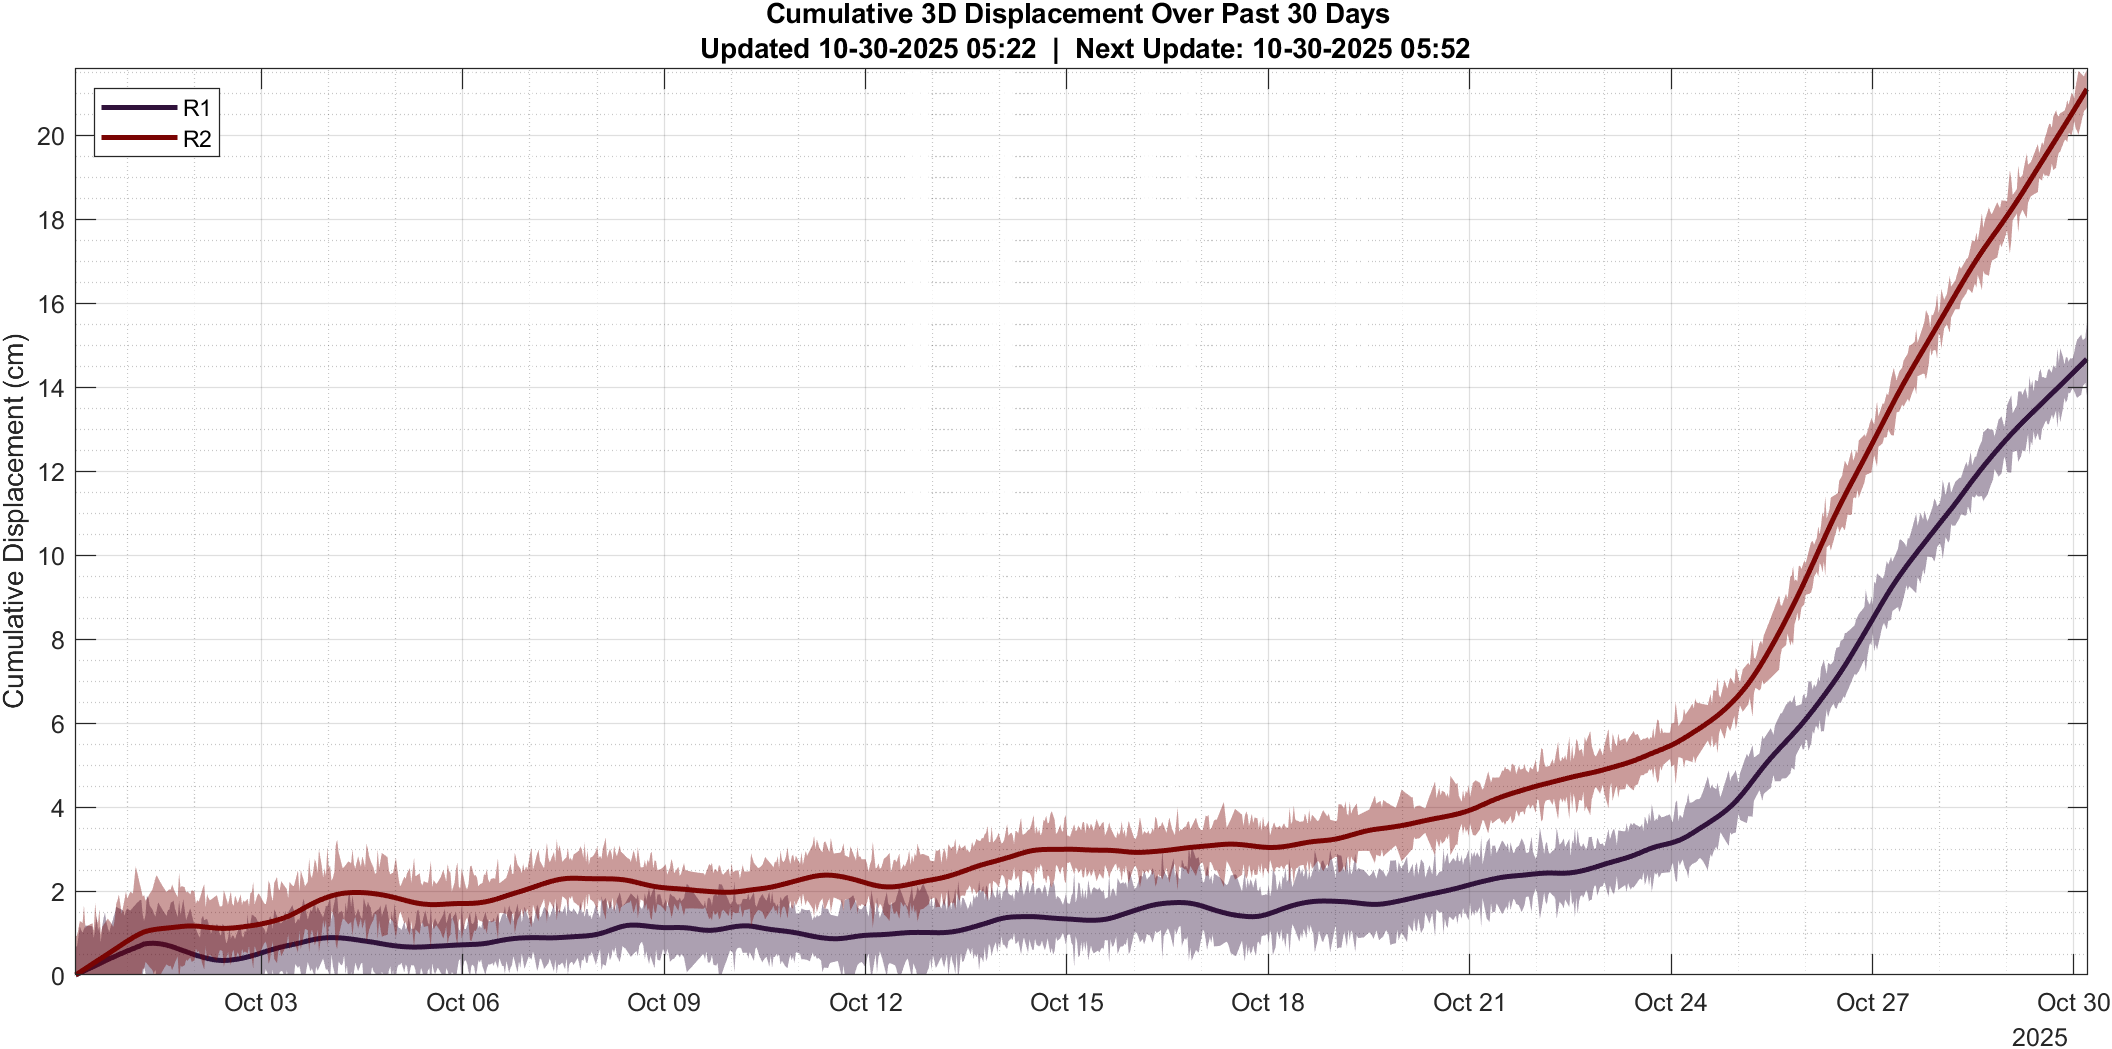 Cumulative 3D Displacement Over Past 30 Days
Updated 10-30-2025 05:22 | Next Update: 10-30-2025 05:52
R1
R2
Cumulative Displacement (cm)
20
18
16
14
12
10
8
6
4
2
0
Oct 03 Oct 06 Oct 09 Oct 12 Oct 15 Oct 18 Oct 21 Oct 24 Oct 27 Oct 30
2025